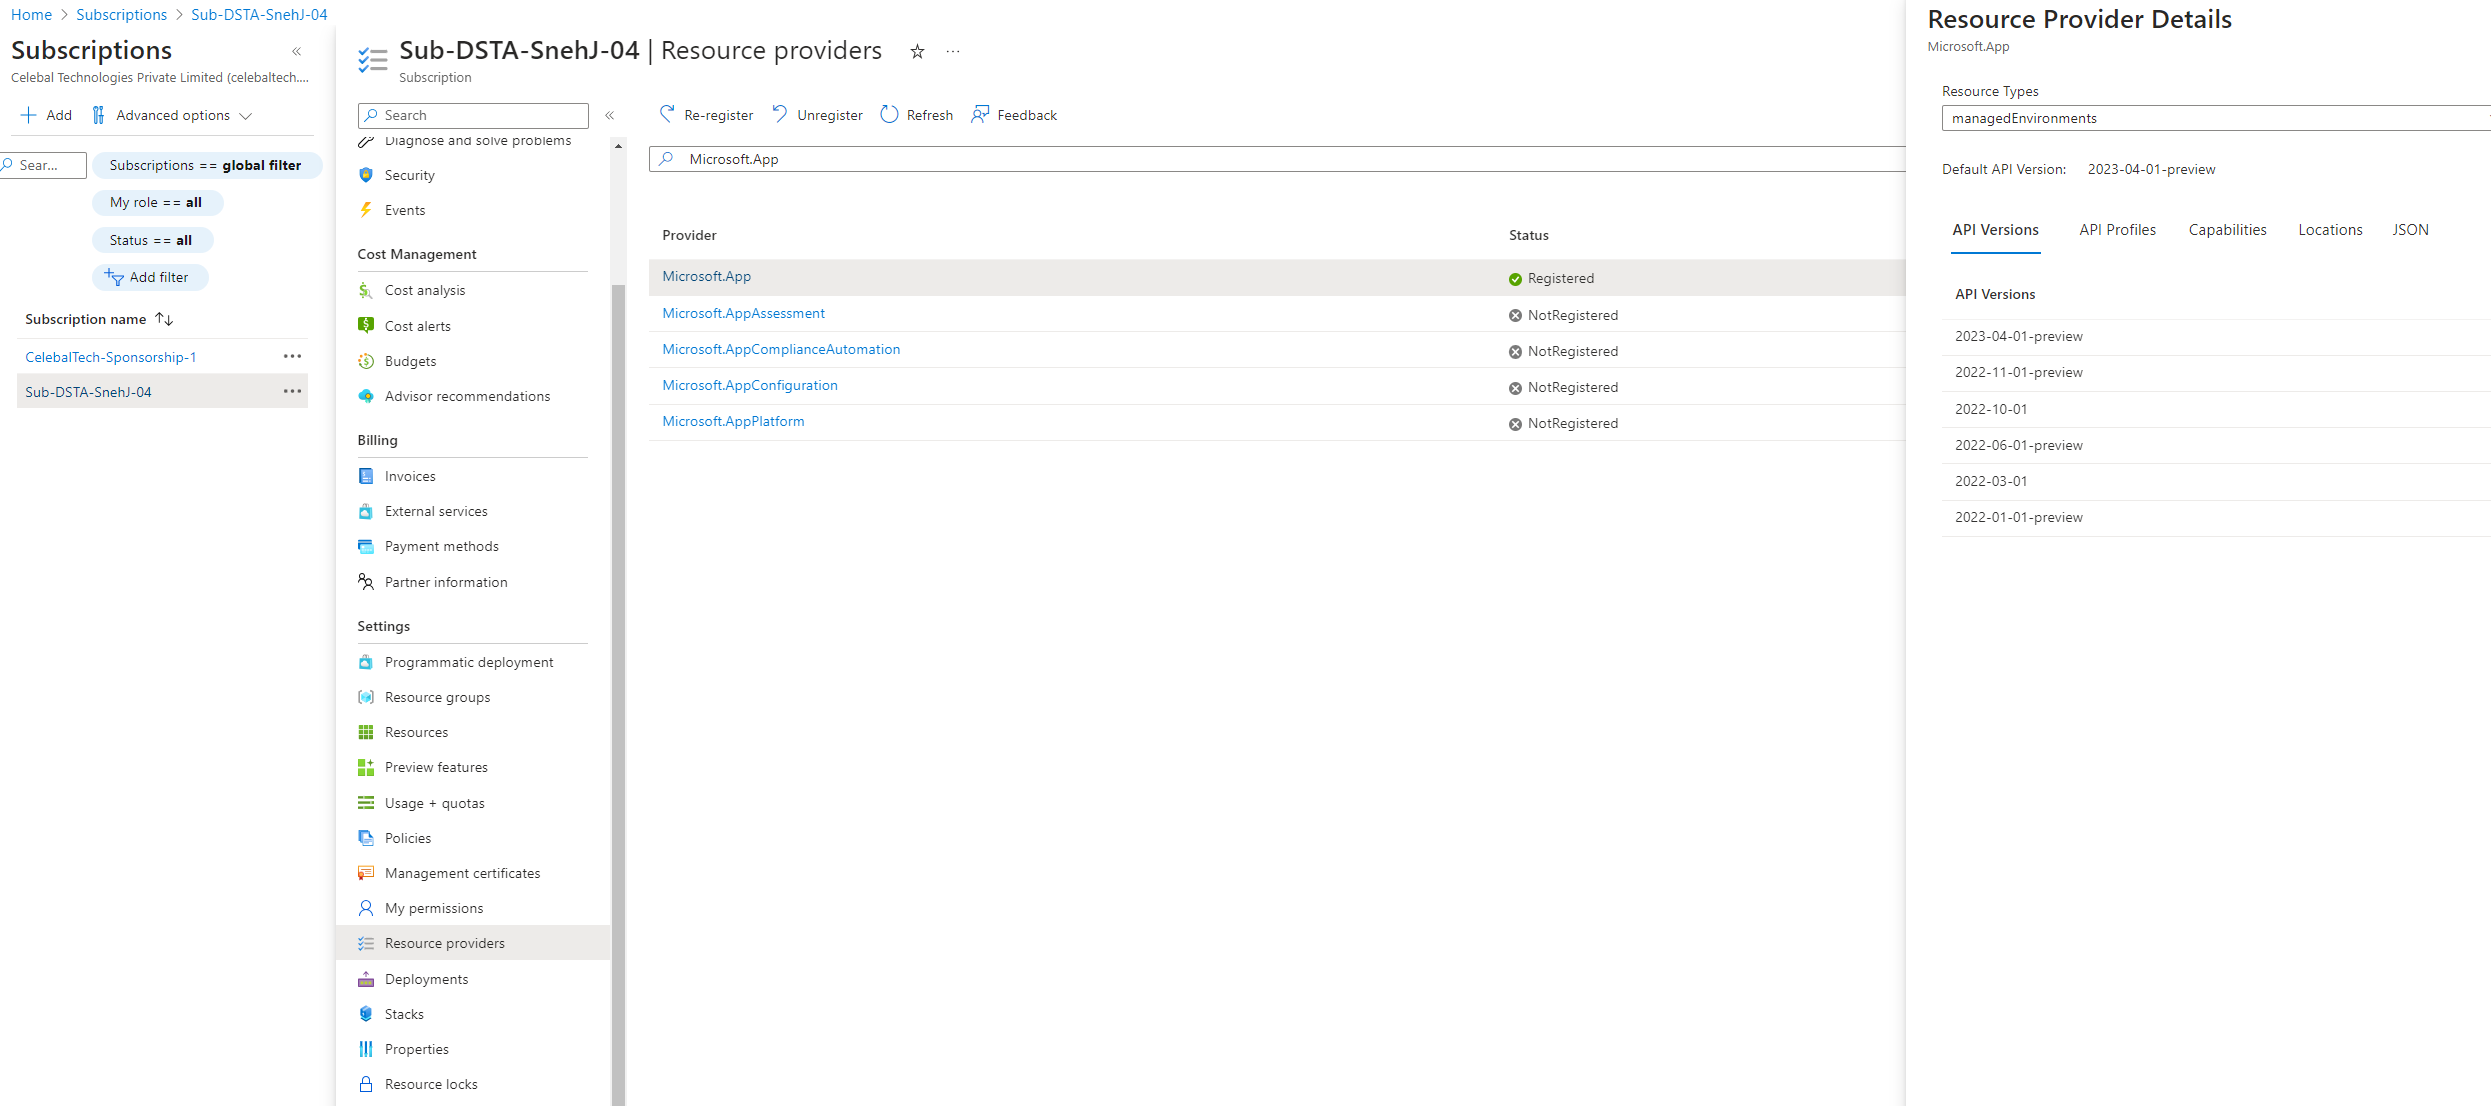 Home > Subscriptions > Sub-DSTA-SnehJ-04
Subscriptions
Celebal Technologies Private Limited (celebaltech....
Add
Advanced options
Sear...
Subscriptions == global filter
My role == all
Status == all
Add filter
Subscription name
CelebalTech-Sponsorship-1
Sub-DSTA-SnehJ-04
Sub-DSTA-SnehJ-04 | Resource providers
Subscription
Search
Diagnose and solve problems
Security
Events
Cost Management
Cost analysis
Cost alerts
Budgets
Advisor recommendations
Billing
Invoices
External services
Payment methods
Partner information
Settings
Programmatic deployment
Resource groups
Resources
Preview features
Usage + quotas
Policies
Management certificates
My permissions
Resource providers
Deployments
Stacks
Properties
Resource locks
Re-register
Unregister
Refresh
Feedback
Microsoft.App
Provider Status
Microsoft.App Registered
Microsoft.AppAssessment NotRegistered
Microsoft.AppComplianceAutomation NotRegistered
Microsoft.AppConfiguration NotRegistered
Microsoft.AppPlatform NotRegistered
Resource Provider Details
Microsoft.App
Resource Types
managedEnvironments
Default API Version: 2023-04-01-preview
API Versions API Profiles Capabilities Locations JSON
API Versions
2023-04-01-preview
2022-11-01-preview
2022-10-01
2022-06-01-preview
2022-03-01
2022-01-01-preview